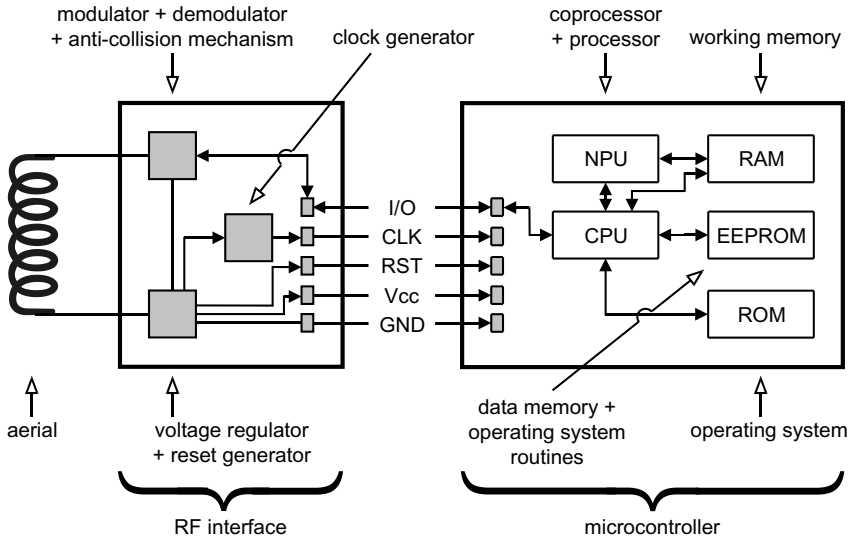 modulator + demodulator
+ anti-collision mechanism
clock generator
coprocessor
+ processor
working memory
NPU
RAM
I/O
CLK
CPU
EEPROM
RST
Vcc
GND
ROM
aerial
voltage regulator
+ reset generator
data memory +
operating system
routines
operating system
RF interface
microcontroller